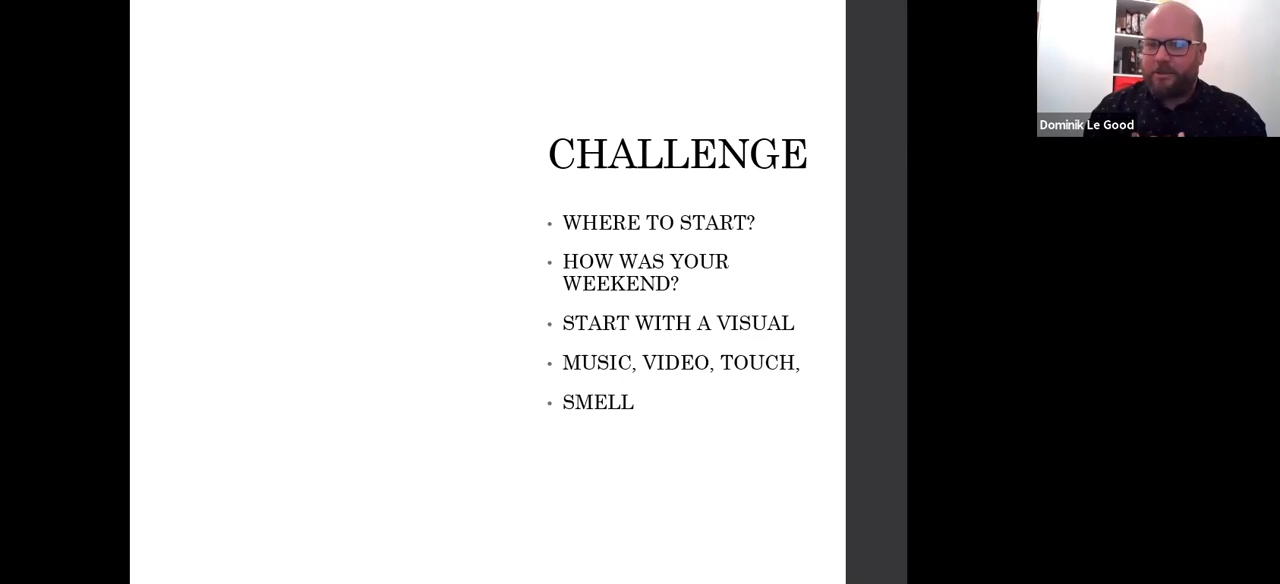 CHALLENGE
• WHERE TO START?
• HOW WAS YOUR
WEEKEND?
• START WITH A VISUAL
• MUSIC, VIDEO, TOUCH,
• SMELL
Dominik Le Good